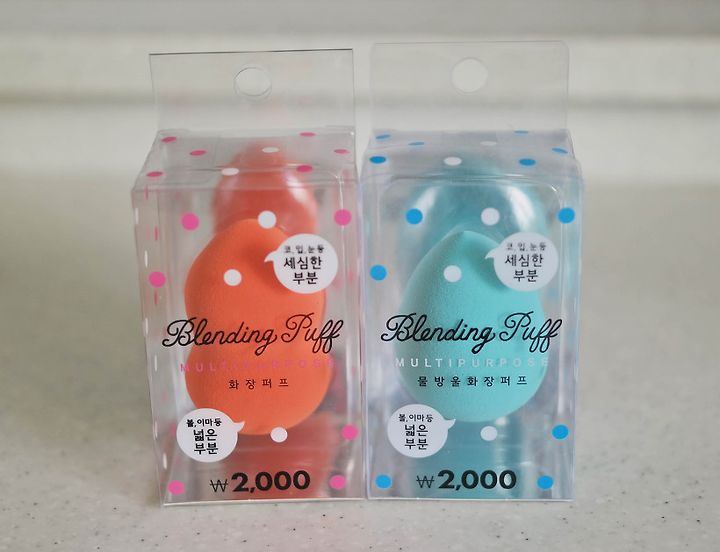 코, 입, 눈등
세심한
부분
Blending Puff
MULTIPURPOSE
화장퍼프
볼, 이마등
넓은
부분
₩2,000
코, 입, 눈등
세심한
부분
Blending Puff
MULTIPURPOSE
물방울화장퍼프
볼, 이마등
넓은
부분
₩2,000